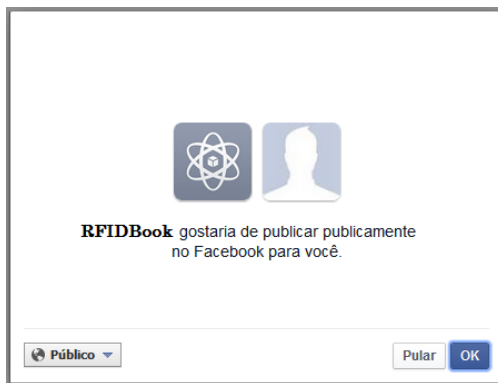 RFIDBook gostaria de publicar publicamente
no Facebook para você.
Público
Pular
OK